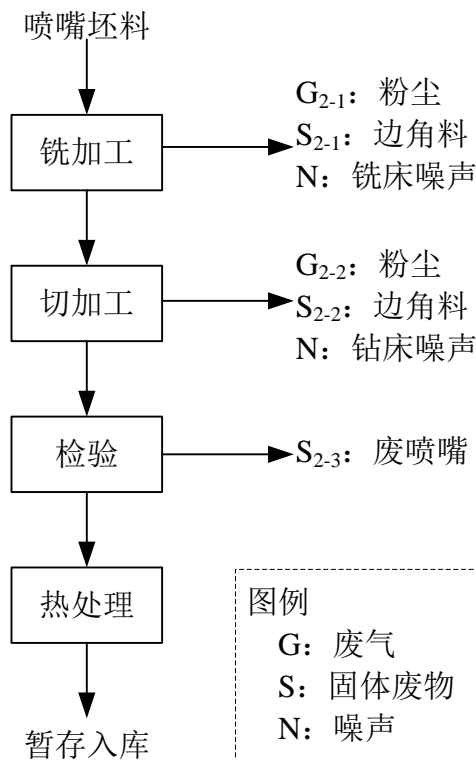 喷嘴坯料
铣加工
G2-1：粉尘
S2-1：边角料
N：铣床噪声
切加工
G2-2：粉尘
S2-2：边角料
N：钻床噪声
检验
S2-3：废喷嘴
热处理
暂存入库
图例
G：废气
S：固体废物
N：噪声